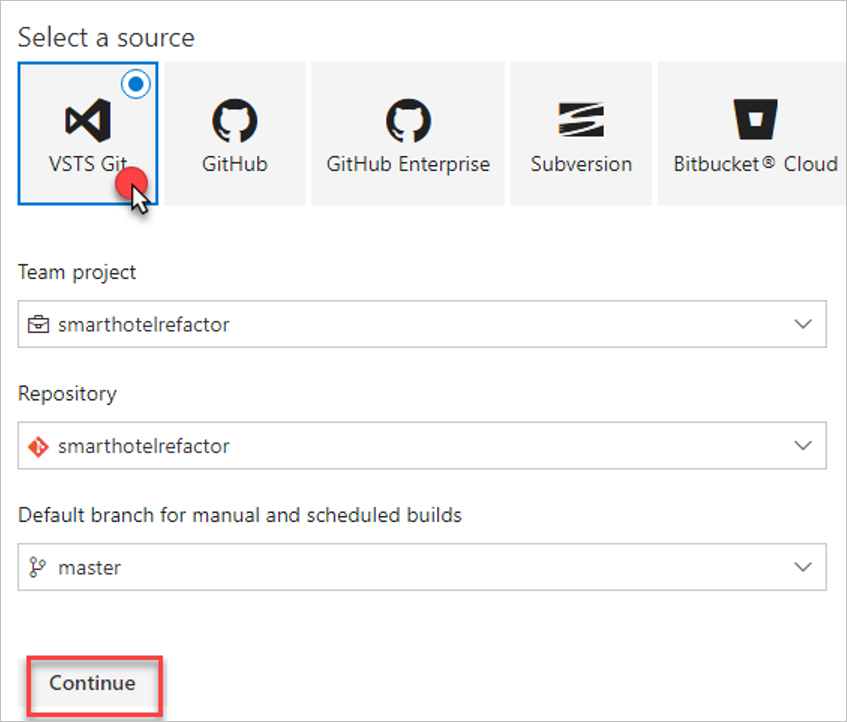 Select a source
VSTS Git
GitHub
GitHub Enterprise
Subversion
Bitbucket® Cloud
Team project
smarthotelrefactor
Repository
smarthotelrefactor
Default branch for manual and scheduled builds
master
Continue